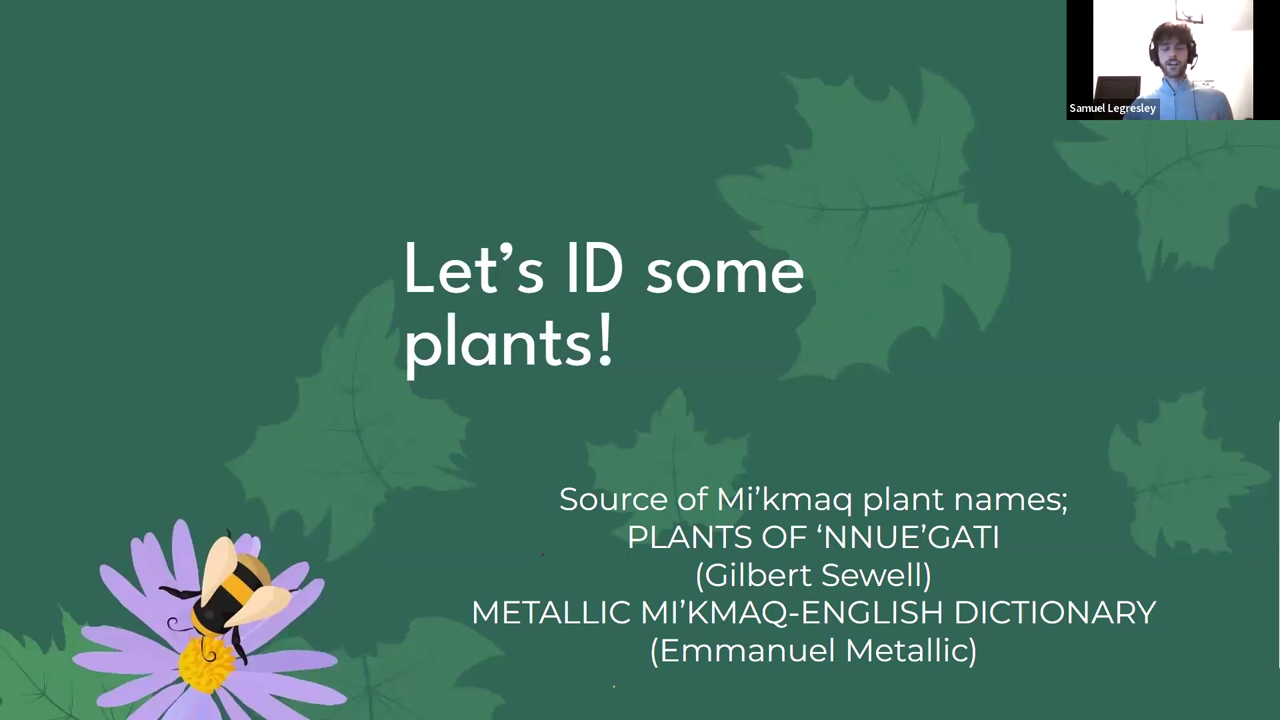 Samuel Legresley
Let’s ID some
plants!
Source of Mi’kmaq plant names;
PLANTS OF ‘NNUE’GATI
(Gilbert Sewell)
METALLIC MI’KMAQ-ENGLISH DICTIONARY
(Emmanuel Metallic)